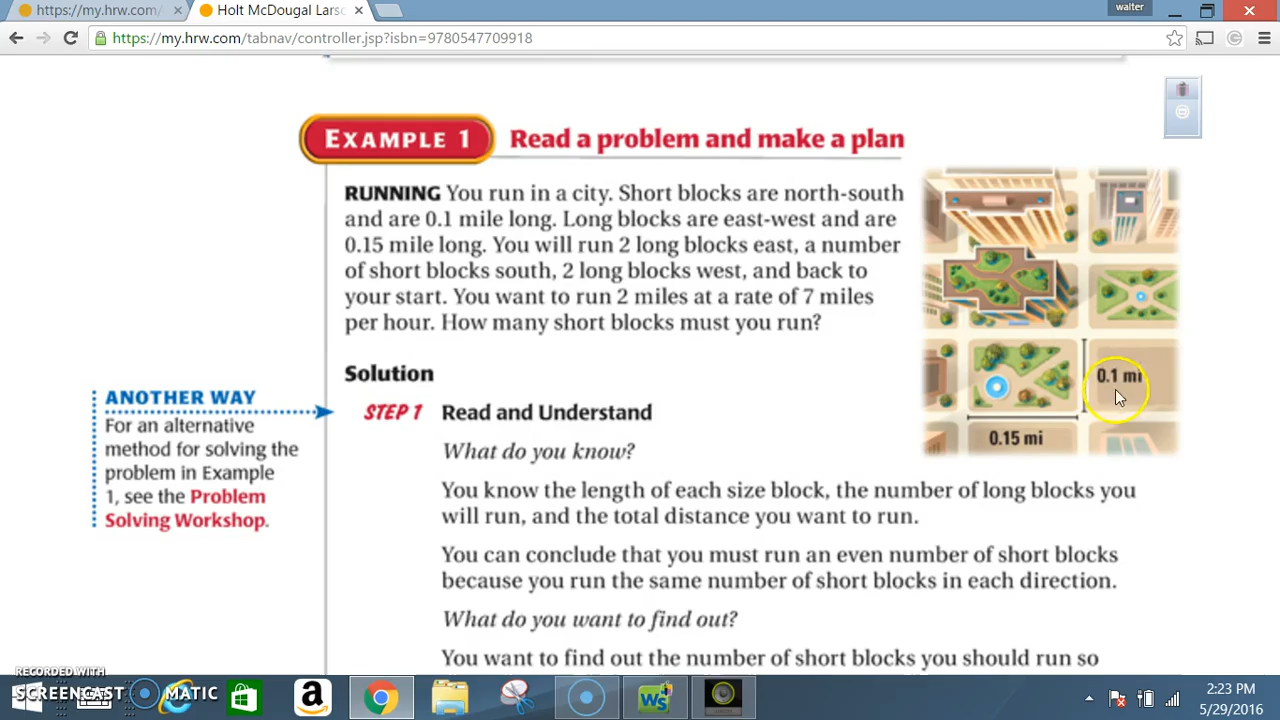 https://my.hrw.com/
Holt McDougal Larso
walter
https://my.hrw.com/tabnav/controller.jsp?isbn=9780547709918
EXAMPLE 1 Read a problem and make a plan
RUNNING You run in a city. Short blocks are north-south
and are 0.1 mile long. Long blocks are east-west and are
0.15 mile long. You will run 2 long blocks east, a number
of short blocks south, 2 long blocks west, and back to
your start. You want to run 2 miles at a rate of 7 miles
per hour. How many short blocks must you run?
0.1 mi
0.15 mi
Solution
ANOTHER WAY
For an alternative
method for solving the
problem in Example
1, see the Problem
Solving Workshop.
STEP 1 Read and Understand
What do you know?
You know the length of each size block, the number of long blocks you
will run, and the total distance you want to run.
You can conclude that you must run an even number of short blocks
because you run the same number of short blocks in each direction.
What do you want to find out?
You want to find out the number of short blocks you should run so
RECORDED WITH
SCREENCAST MATIC
WS
2:23 PM
5/29/2016